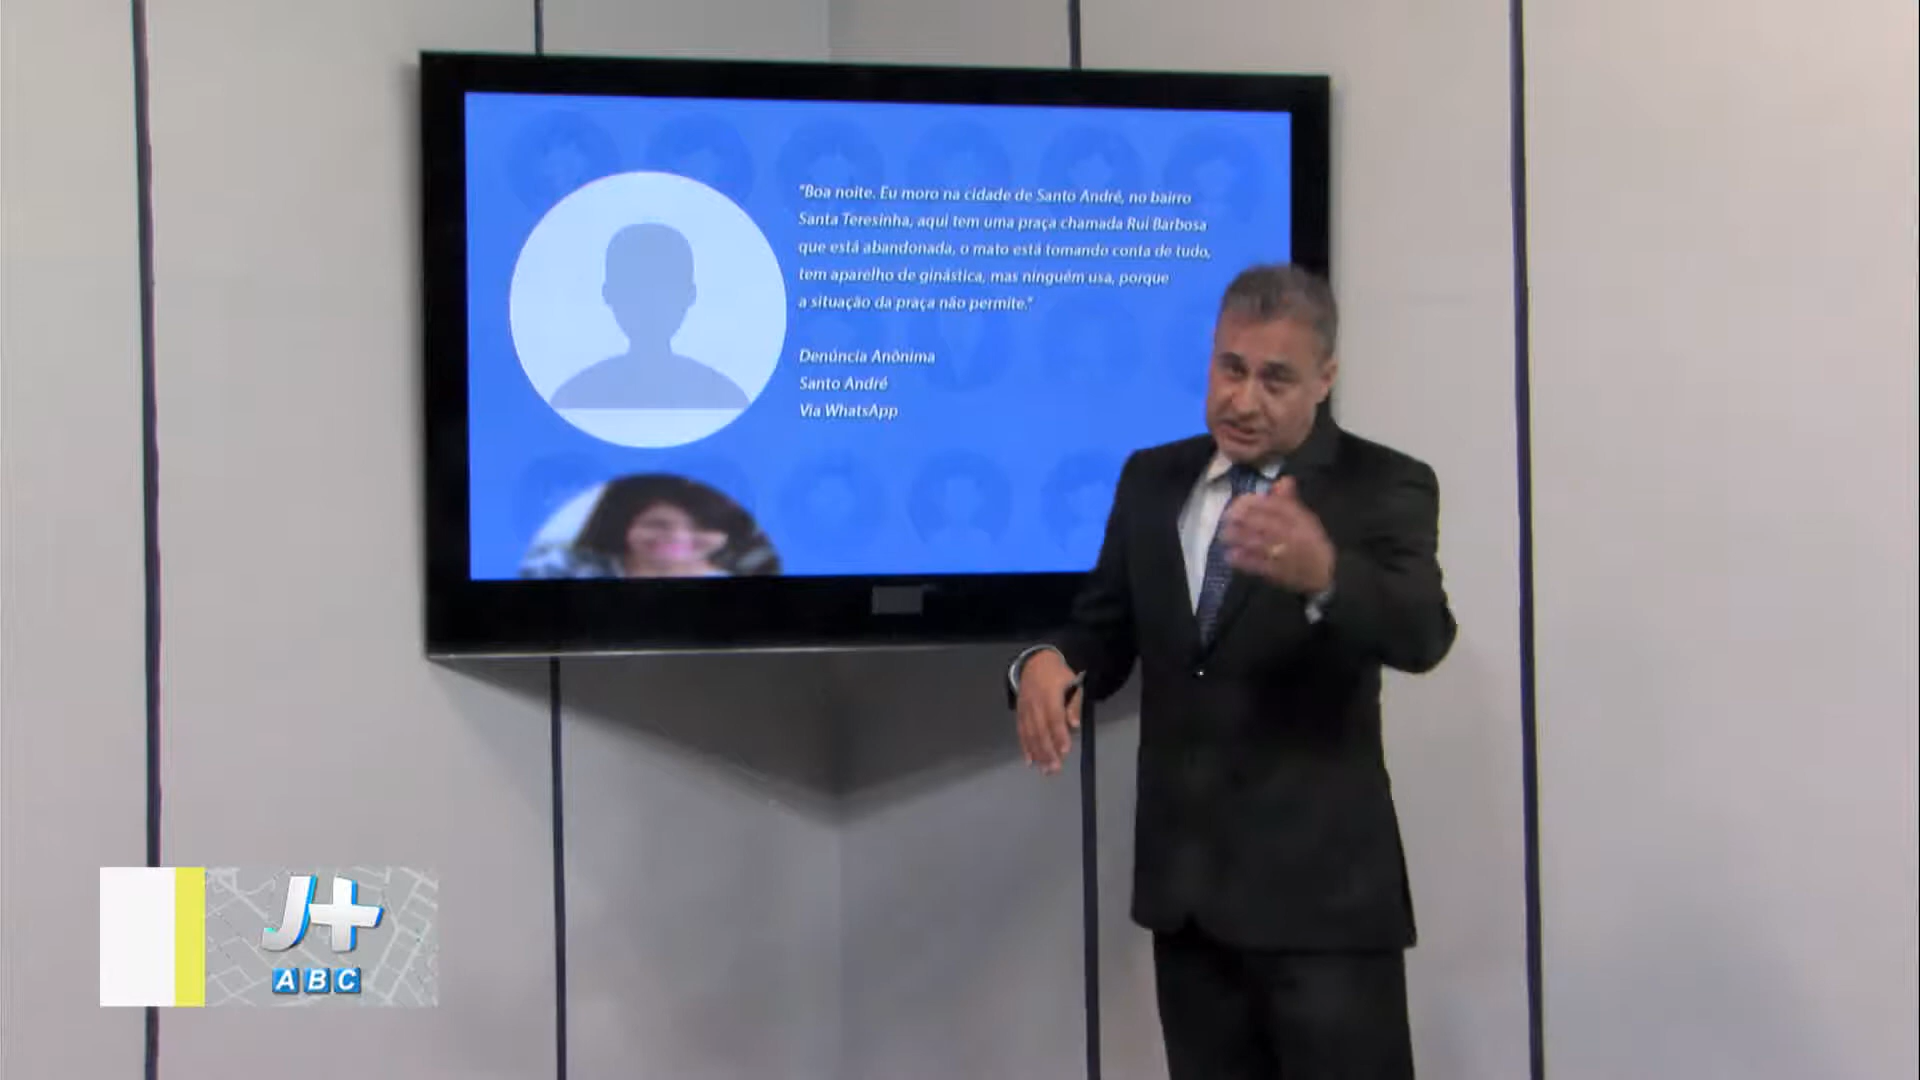 "Boa noite. Eu moro na cidade de Santo André, no bairro
Santa Teresinha, aqui tem uma praça chamada Rui Barbosa
que está abandonada, o mato está tomando conta de tudo,
tem aparelho de ginástica, mas ninguém usa, porque
a situação da praça não permite."
Denúncia Anônima
Santo André
Via WhatsApp
J+
ABC